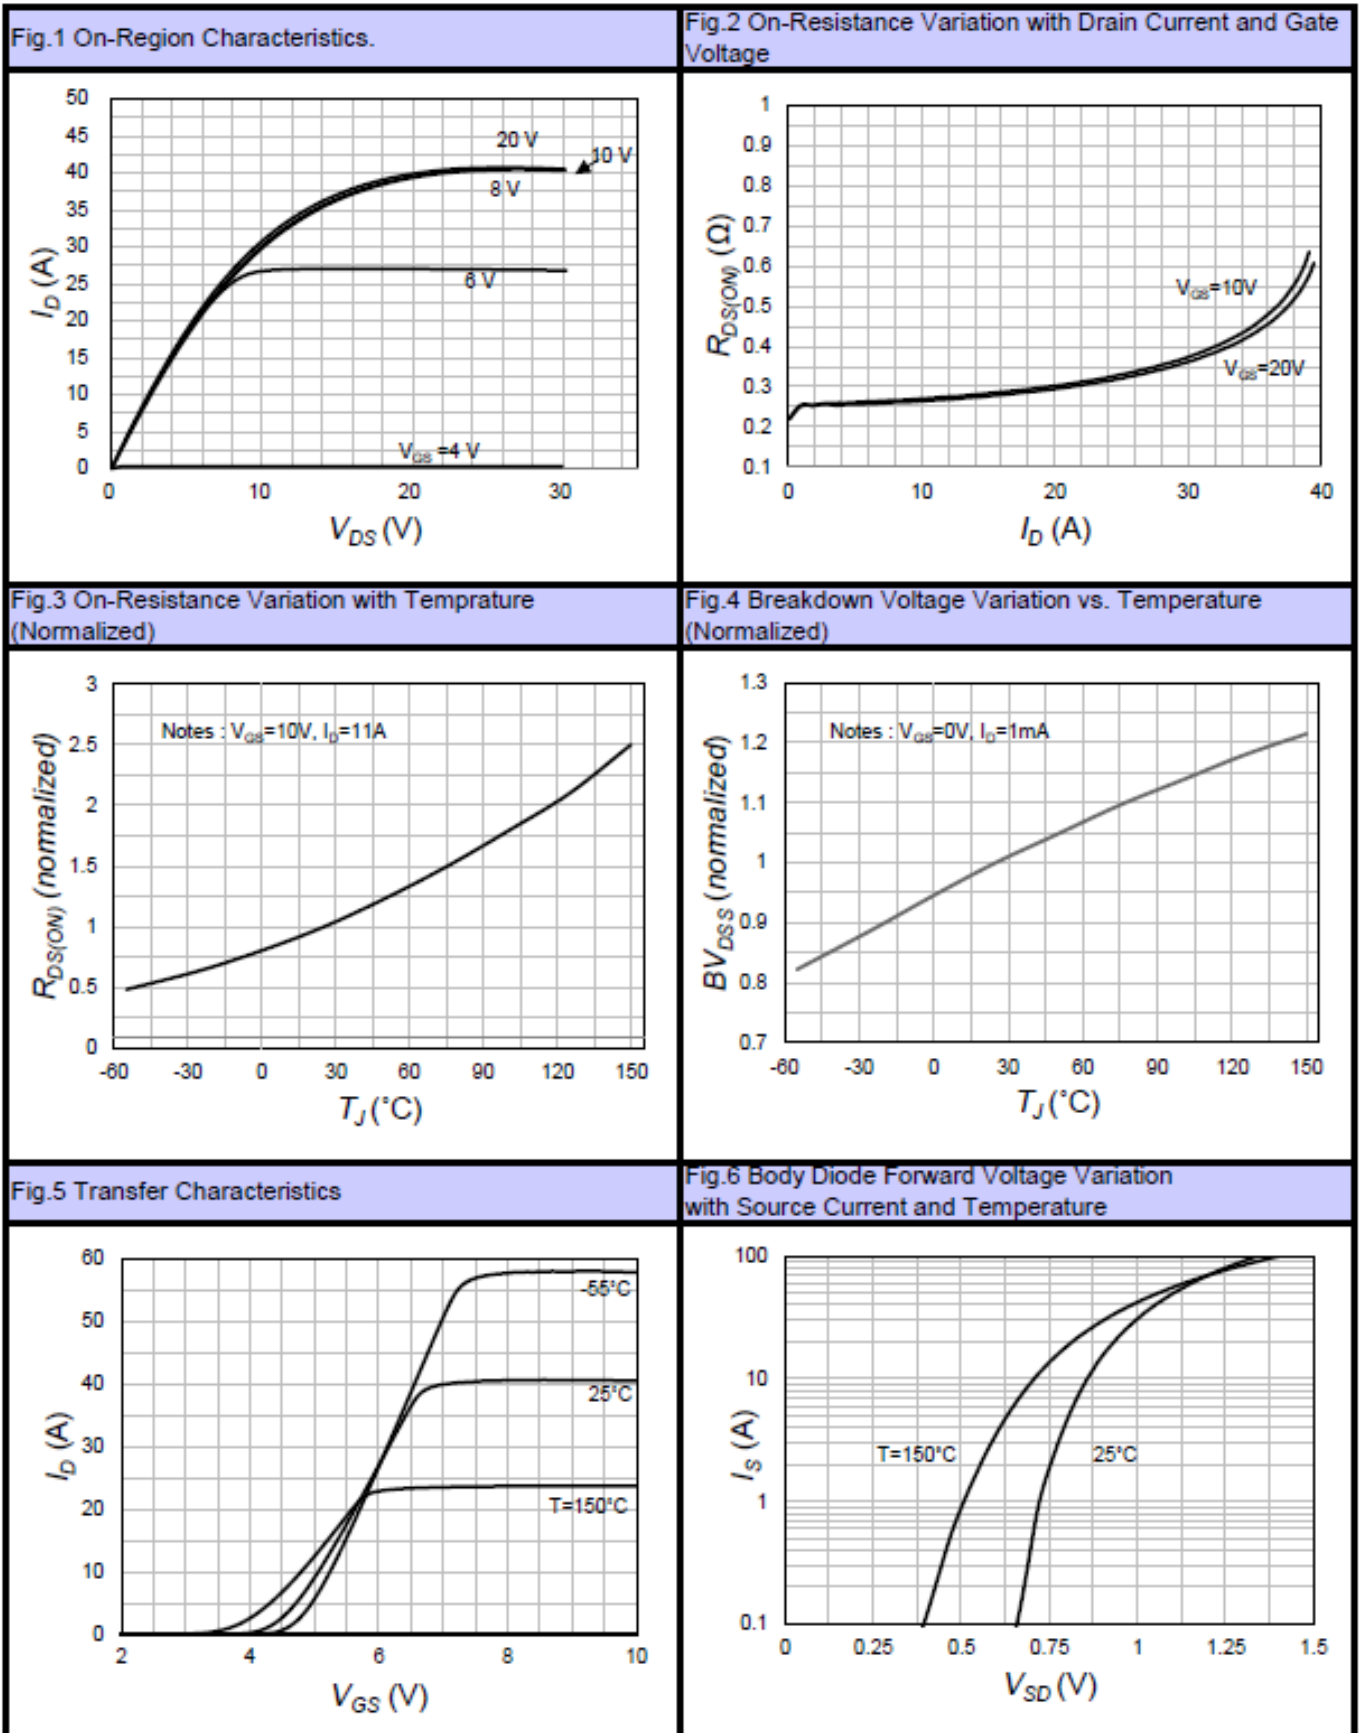 Fig.1 On-Region Characteristics.
Fig.2 On-Resistance Variation with Drain Current and Gate
Voltage
50
45
40
35
30
25
20
15
10
5
0
I_D (A)
20 V
10 V
8 V
6 V
V_GS =4 V
0 10 20 30
V_DS (V)
1
0.9
0.8
0.7
0.6
0.5
0.4
0.3
0.2
0.1
R_DS(ON) (Ω)
V_GS=10V
V_GS=20V
0 10 20 30 40
I_D (A)
Fig.3 On-Resistance Variation with Temprature
(Normalized)
Fig.4 Breakdown Voltage Variation vs. Temperature
(Normalized)
3
2.5
2
1.5
1
0.5
0
R_DS(ON) (normalized)
Notes : V_GS=10V, I_D=11A
-60 -30 0 30 60 90 120 150
T_J (°C)
1.3
1.2
1.1
1
0.9
0.8
0.7
BV_DSS (normalized)
Notes : V_GS=0V, I_D=1mA
-60 -30 0 30 60 90 120 150
T_J (°C)
Fig.5 Transfer Characteristics
Fig.6 Body Diode Forward Voltage Variation
with Source Current and Temperature
60
50
40
30
20
10
0
I_D (A)
-55°C
25°C
T=150°C
2 4 6 8 10
V_GS (V)
100
10
1
0.1
I_S (A)
T=150°C
25°C
0 0.25 0.5 0.75 1 1.25 1.5
V_SD (V)